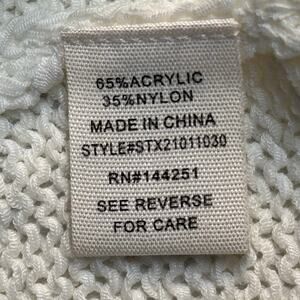 65%ACRYLIC
35%NYLON
MADE IN CHINA
STYLE#STX21011030
RN#144251
SEE REVERSE
FOR CARE